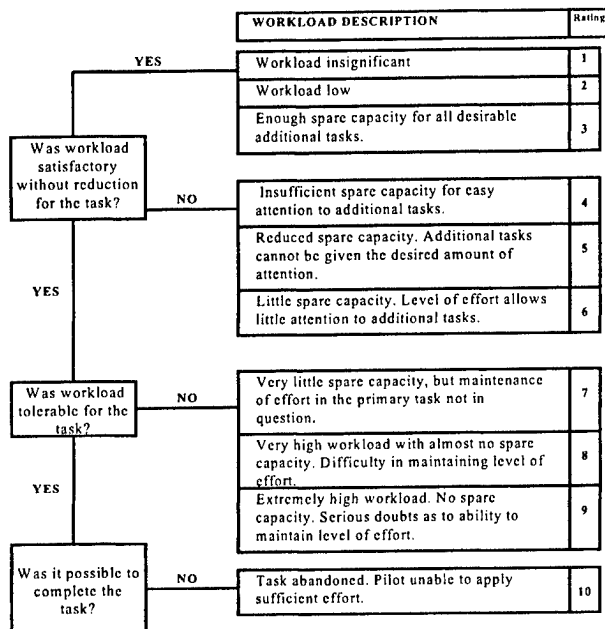 WORKLOAD DESCRIPTION Rating
YES
Workload insignificant 1
Workload low 2
Enough spare capacity for all desirable
additional tasks. 3
Was workload
satisfactory
without reduction
for the task?
NO
Insufficient spare capacity for easy
attention to additional tasks. 4
Reduced spare capacity. Additional tasks
cannot be given the desired amount of
attention. 5
YES
Little spare capacity. Level of effort allows
little attention to additional tasks. 6
Was workload
tolerable for the
task?
NO
Very little spare capacity, but maintenance
of effort in the primary task not in
question. 7
Very high workload with almost no spare
capacity. Difficulty in maintaining level of
effort. 8
YES
Extremely high workload. No spare
capacity. Serious doubts as to ability to
maintain level of effort. 9
Was it possible to
complete the
task?
NO
Task abandoned. Pilot unable to apply
sufficient effort. 10